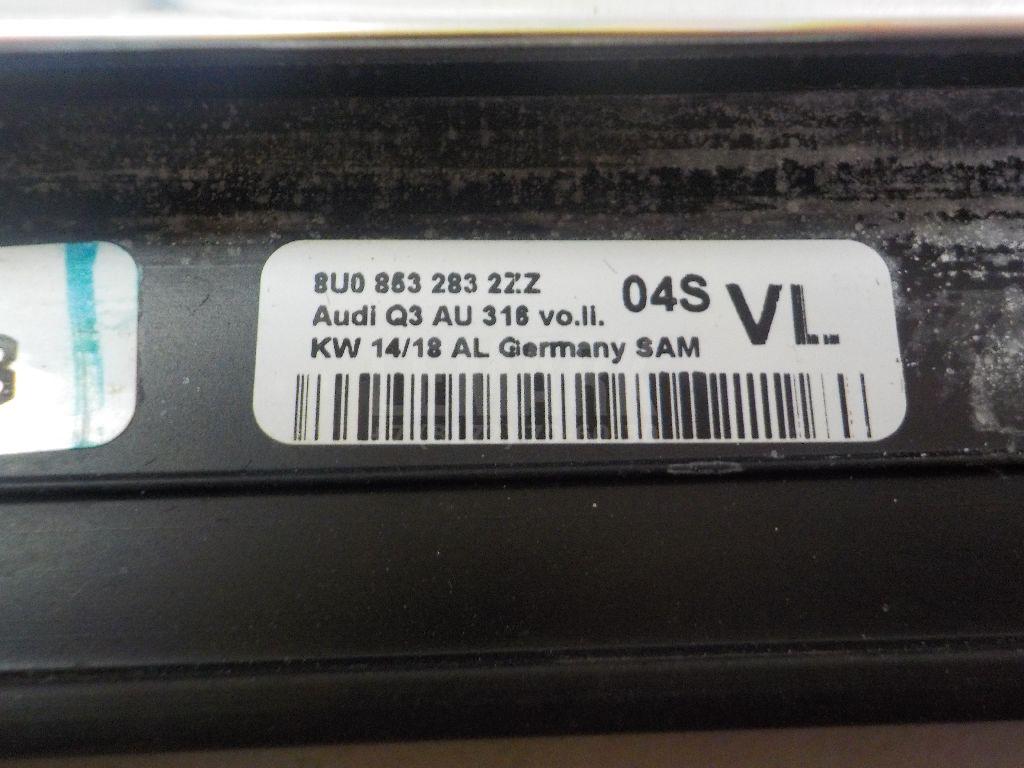 8U0 853 283 2ZZ
Audi Q3 AU 316 vo.li.
KW 14/18 AL Germany SAM
04S
VL